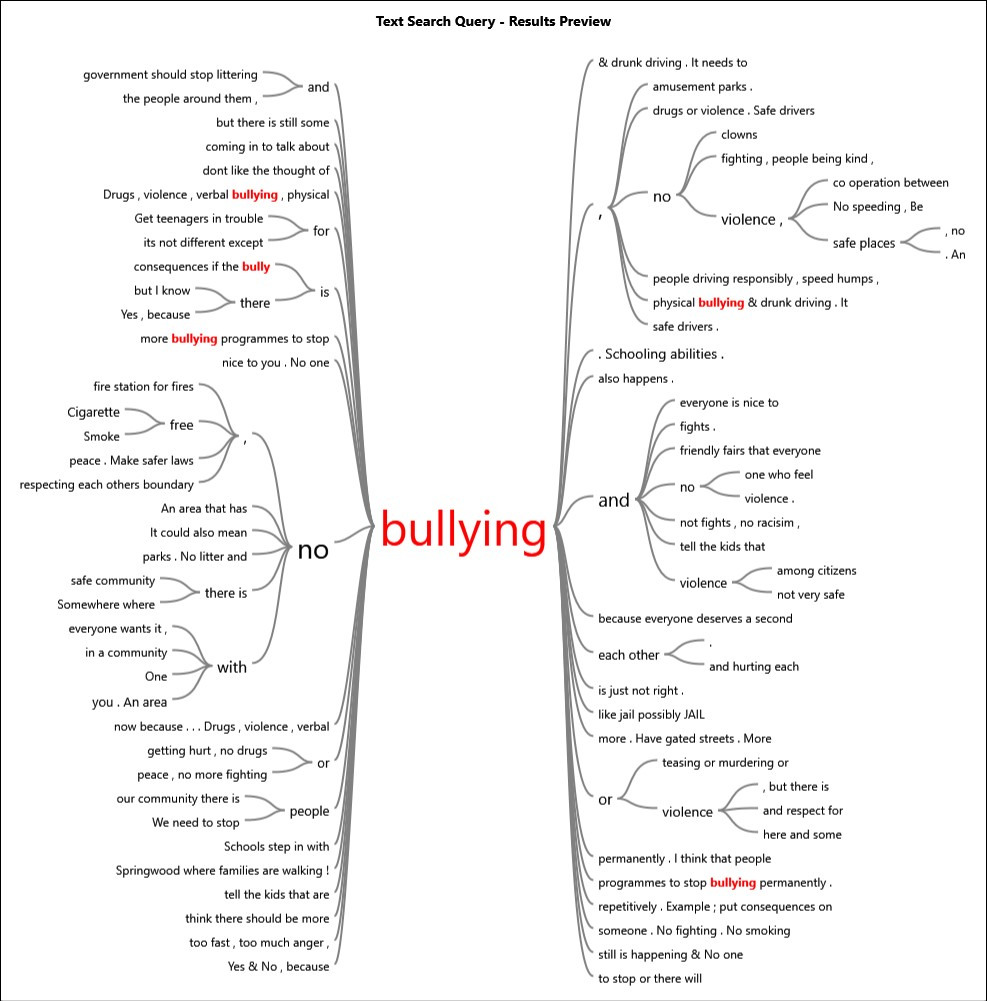 Text Search Query - Results Preview
government should stop littering
the people around them ,
and
but there is still some
coming in to talk about
dont like the thought of
Drugs , violence , verbal bullying , physical
Get teenagers in trouble
its not different except
for
consequences if the bully
but I know
Yes , because
there
is
more bullying programmes to stop
nice to you . No one
fire station for fires
Cigarette
Smoke
free
peace . Make safer laws
respecting each others boundary
,
An area that has
It could also mean
parks . No litter and
safe community
Somewhere where
there is
everyone wants it ,
in a community
One
you . An area
with
no
now because . . . Drugs , violence , verbal
getting hurt , no drugs
peace , no more fighting
or
our community there is
We need to stop
people
Schools step in with
Springwood where families are walking !
tell the kids that are
think there should be more
too fast , too much anger ,
Yes & No , because
bullying
& drunk driving . It needs to
,
amusement parks .
drugs or violence . Safe drivers
no
clowns
fighting , people being kind ,
violence ,
co operation between
No speeding , Be
safe places
, no
. An
people driving responsibly , speed humps ,
physical bullying & drunk driving . It
safe drivers .
. Schooling abilities .
also happens .
and
everyone is nice to
fights .
friendly fairs that everyone
no
one who feel
violence .
not fights , no racisim ,
tell the kids that
violence
among citizens
not very safe
because everyone deserves a second
each other
.
and hurting each
is just not right .
like jail possibly JAIL
more . Have gated streets . More
or
teasing or murdering or
violence
, but there is
and respect for
here and some
permanently . I think that people
programmes to stop bullying permanently .
repetitively . Example ; put consequences on
someone . No fighting . No smoking
still is happening & No one
to stop or there will